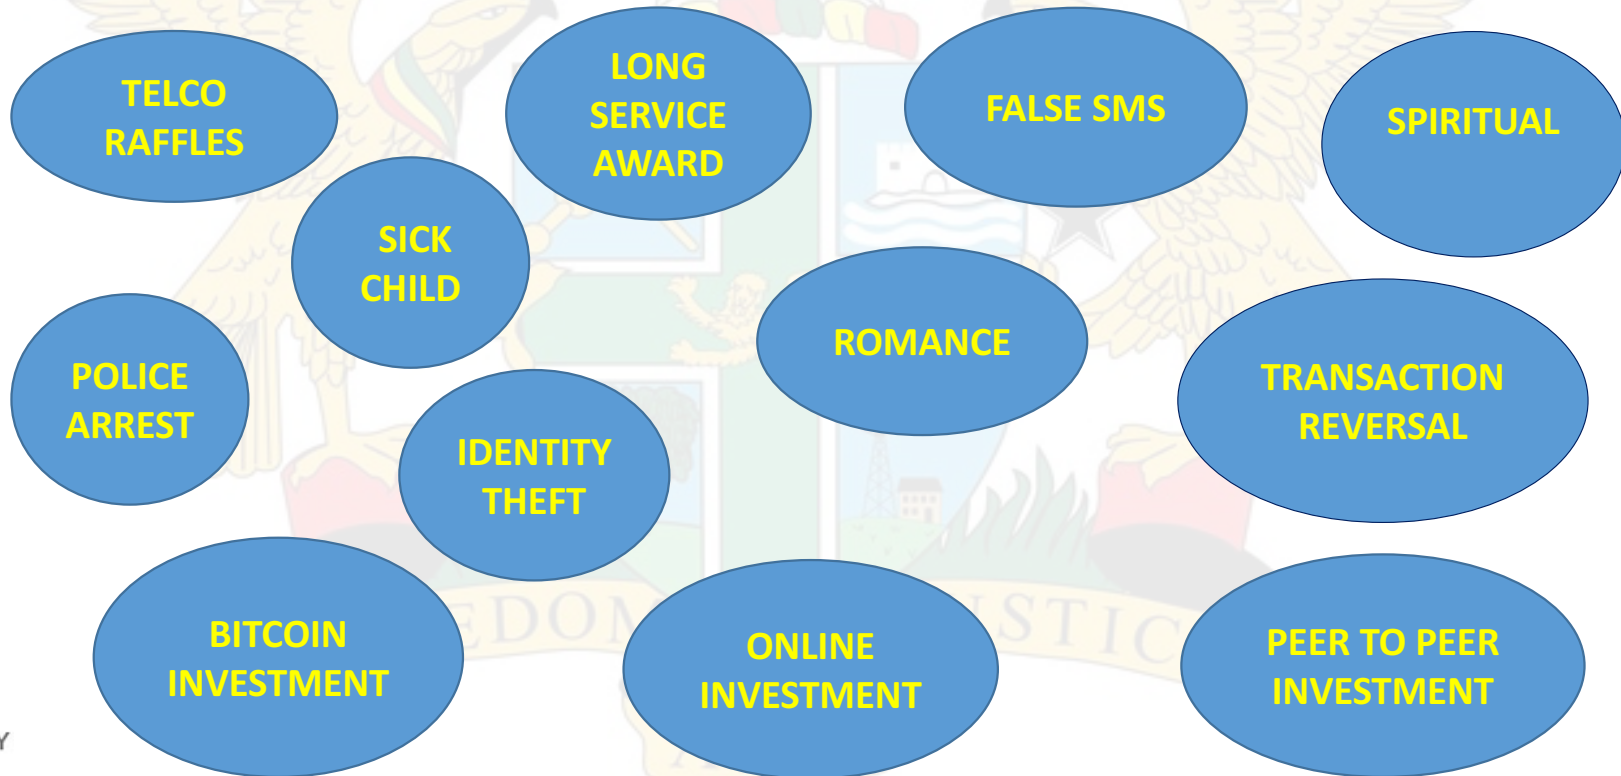 TELCO
RAFFLES
LONG
SERVICE
AWARD
FALSE SMS
SPIRITUAL
SICK
CHILD
POLICE
ARREST
ROMANCE
TRANSACTION
REVERSAL
IDENTITY
THEFT
BITCOIN
INVESTMENT
ONLINE
INVESTMENT
PEER TO PEER
INVESTMENT